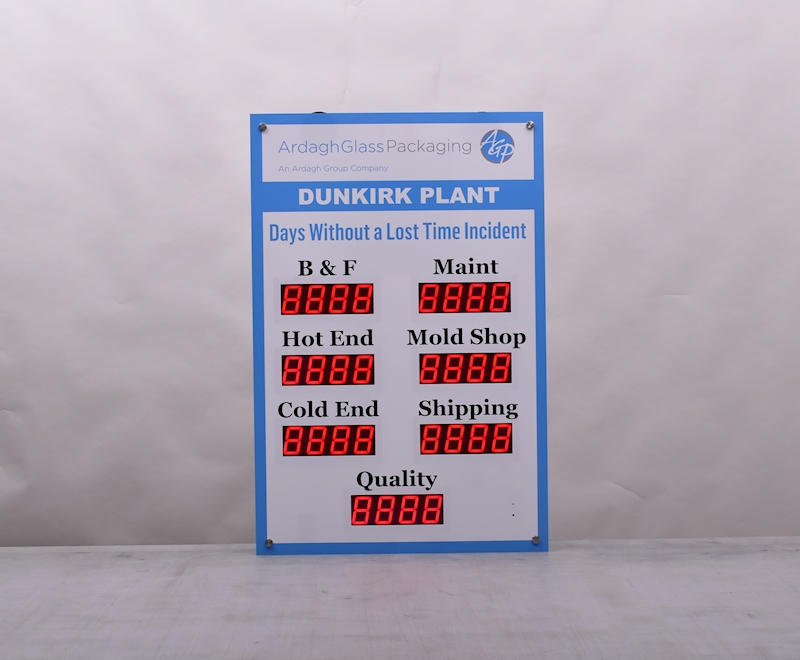 ArdaghGlassPackaging AGP
An Ardagh Group Company
DUNKIRK PLANT
Days Without a Lost Time Incident
B & F Maint
8888 8888
Hot End Mold Shop
8888 8888
Cold End Shipping
8888 8888
Quality
8888